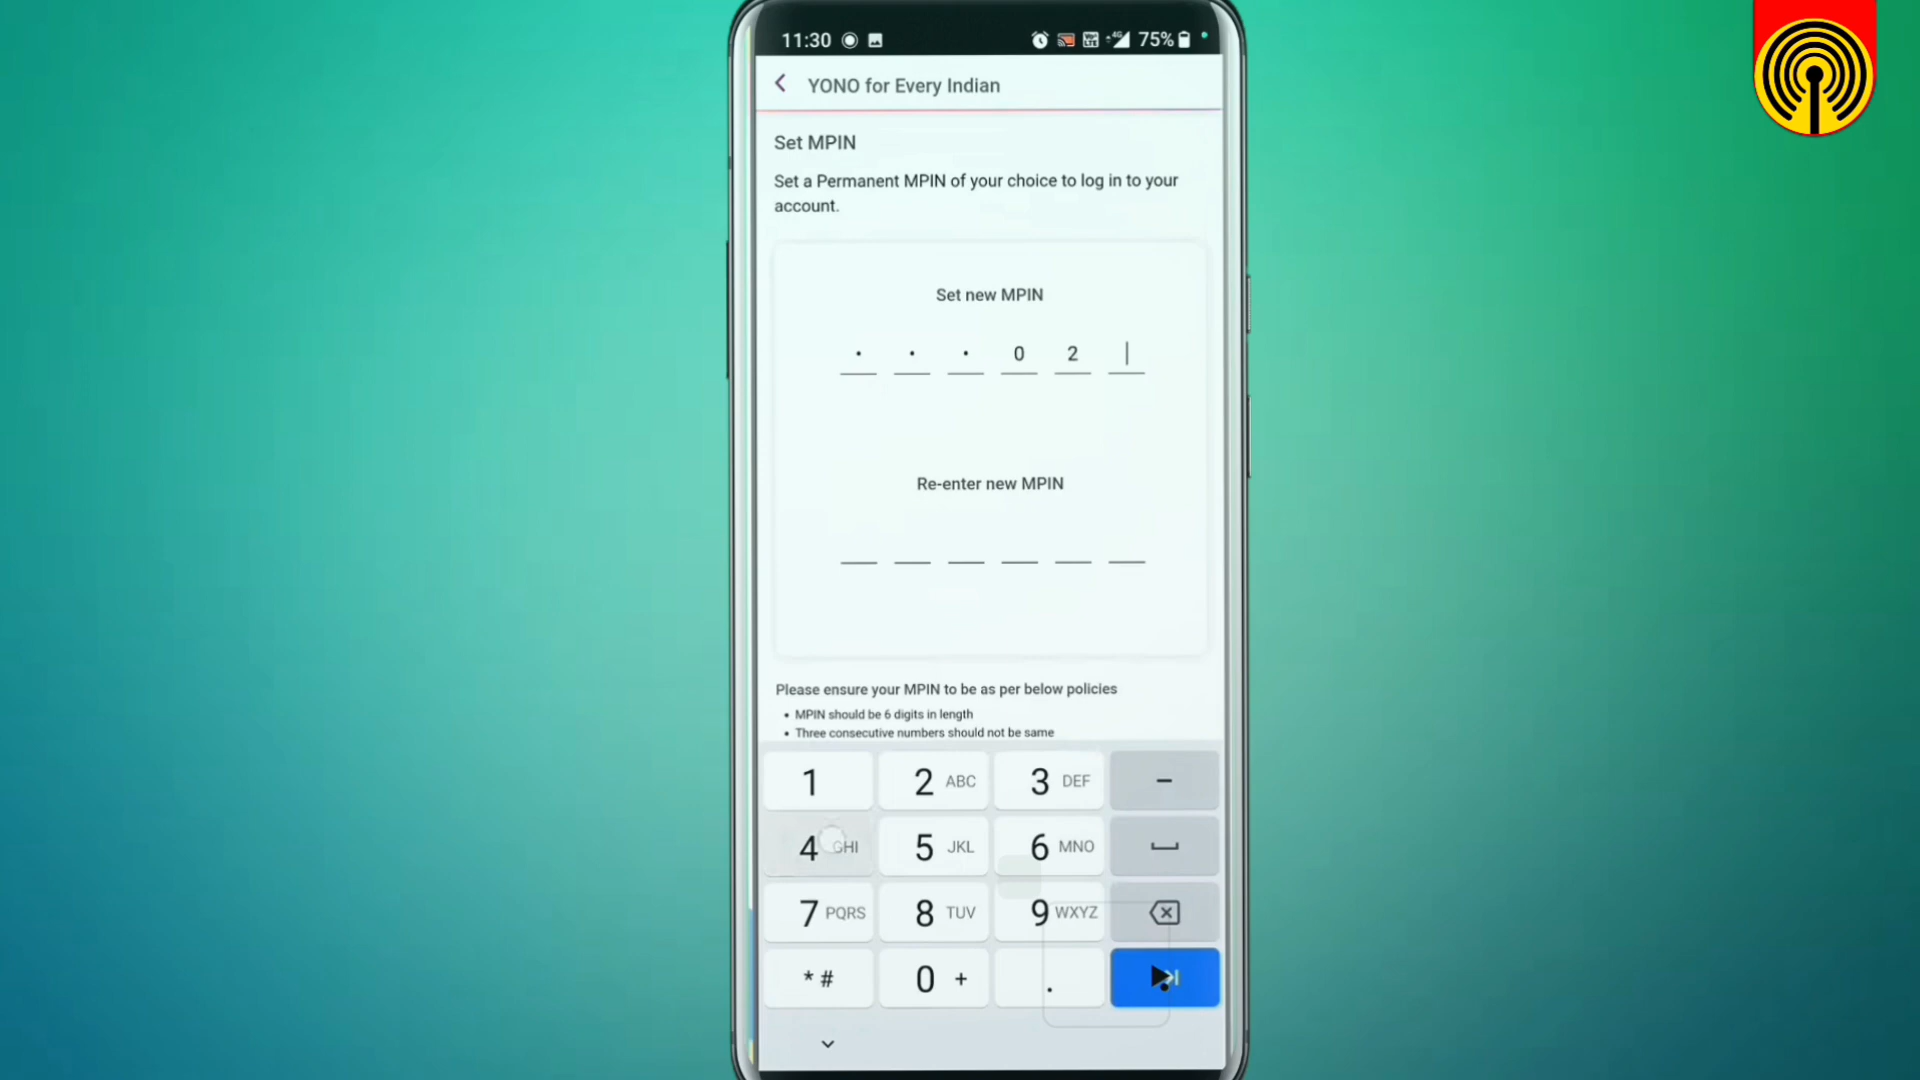 11:30 75%
YONO for Every Indian
Set MPIN
Set a Permanent MPIN of your choice to log in to your
account.
Set new MPIN
• • • 0 2
Re-enter new MPIN
Please ensure your MPIN to be as per below policies
• MPIN should be 6 digits in length
• Three consecutive numbers should not be same
1 2 ABC 3 DEF -
4 GHI 5 JKL 6 MNO
7 PQRS 8 TUV 9 WXYZ
* # 0 + .